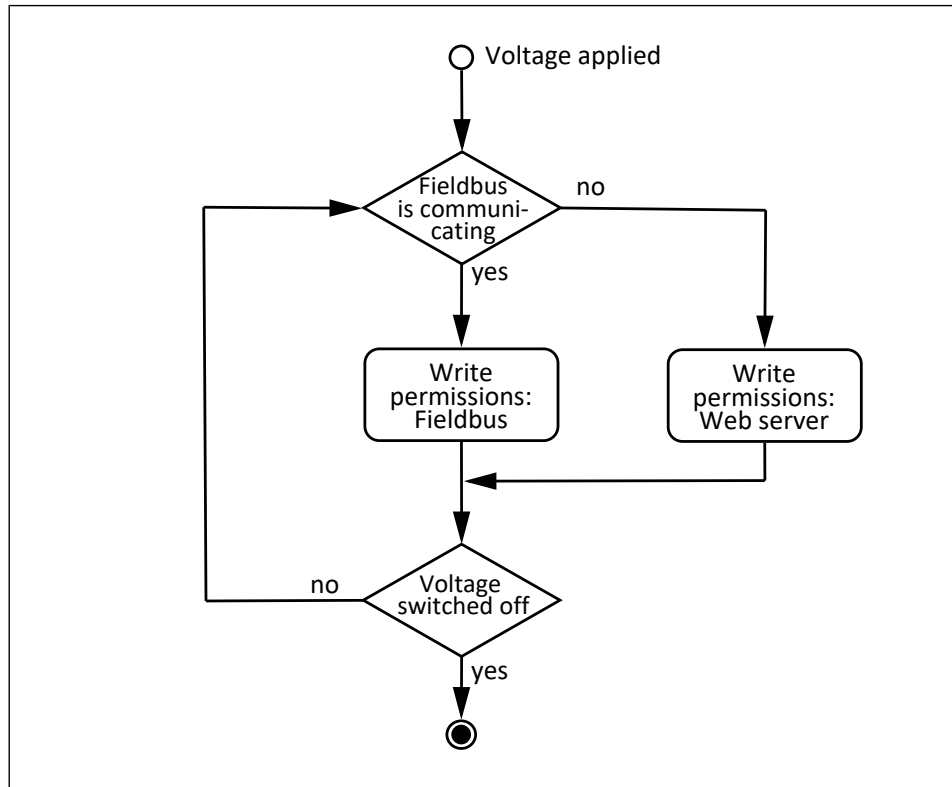 Voltage applied
Fieldbus
is communi-
cating
no
yes
Write
permissions:
Fieldbus
Write
permissions:
Web server
Voltage
switched off
no
yes